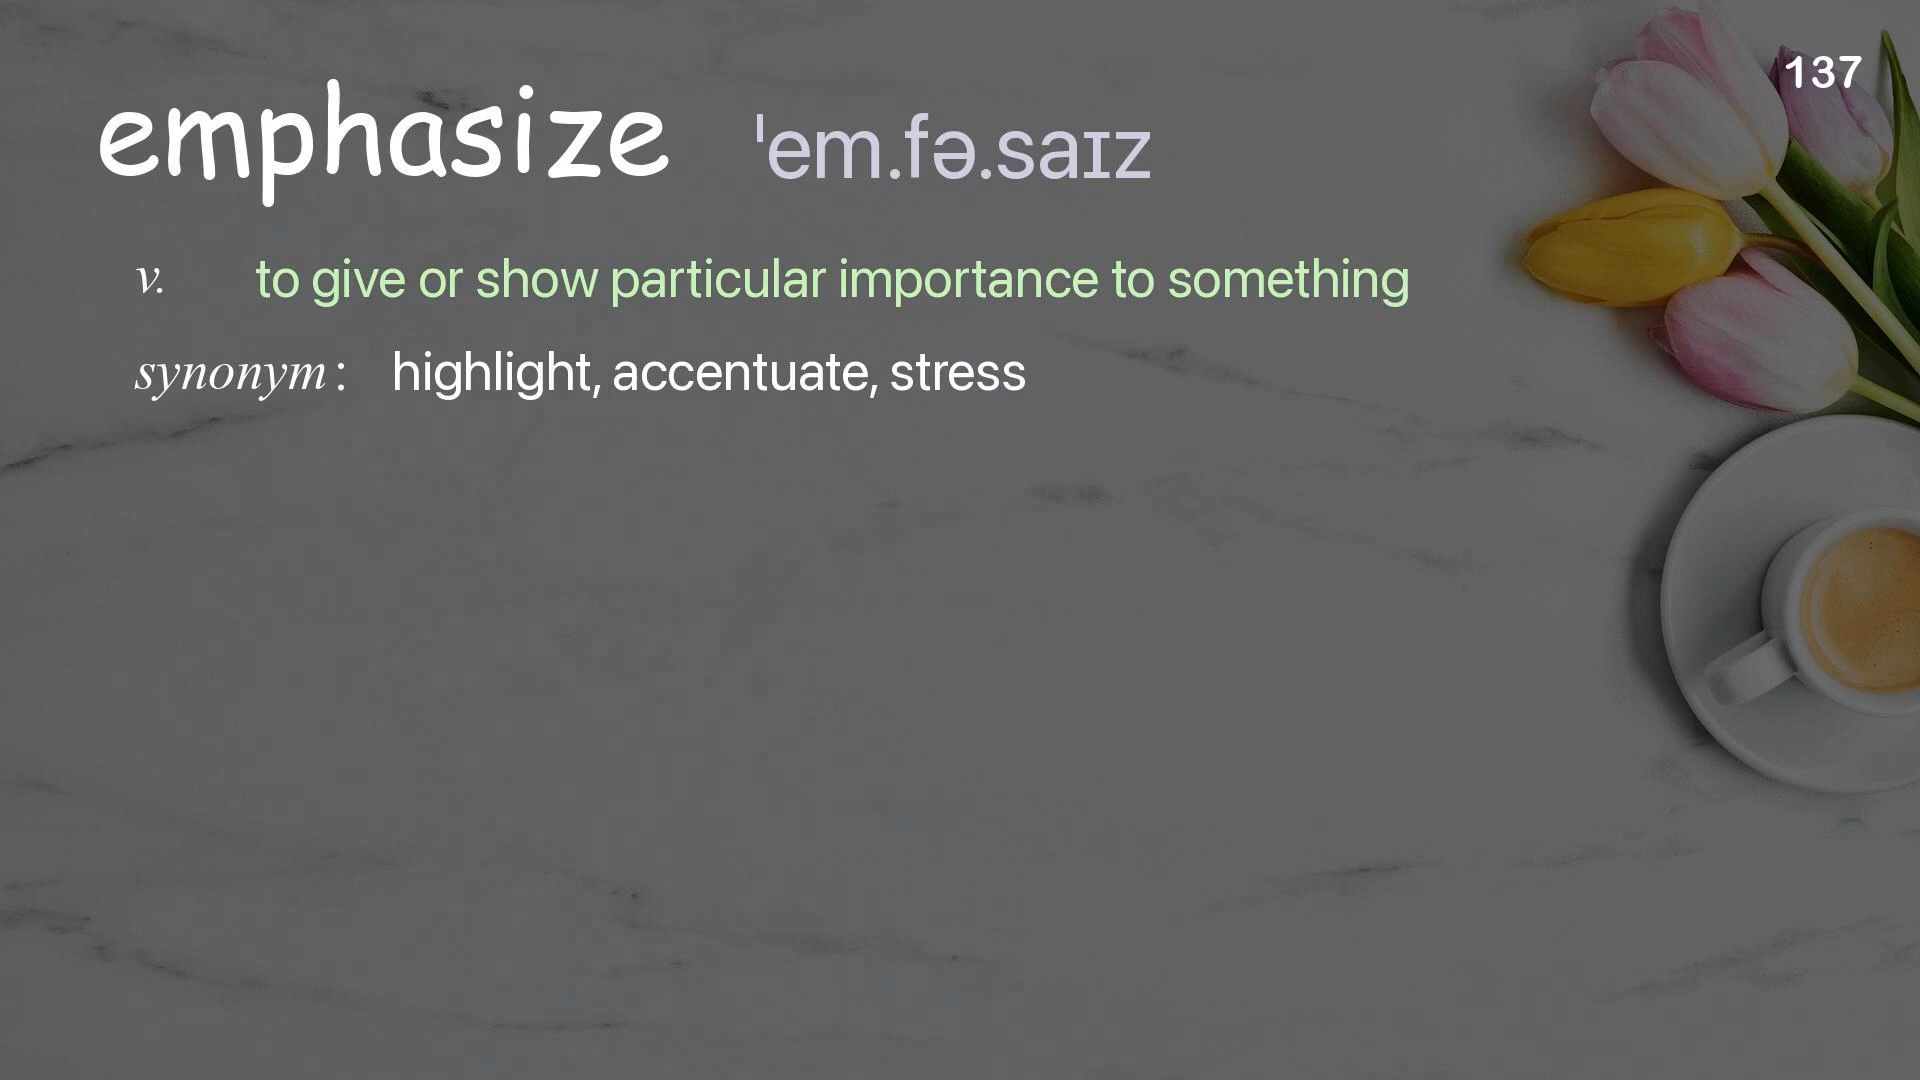 137
emphasize ˈem.fə.saɪz
v. to give or show particular importance to something
synonym : highlight, accentuate, stress